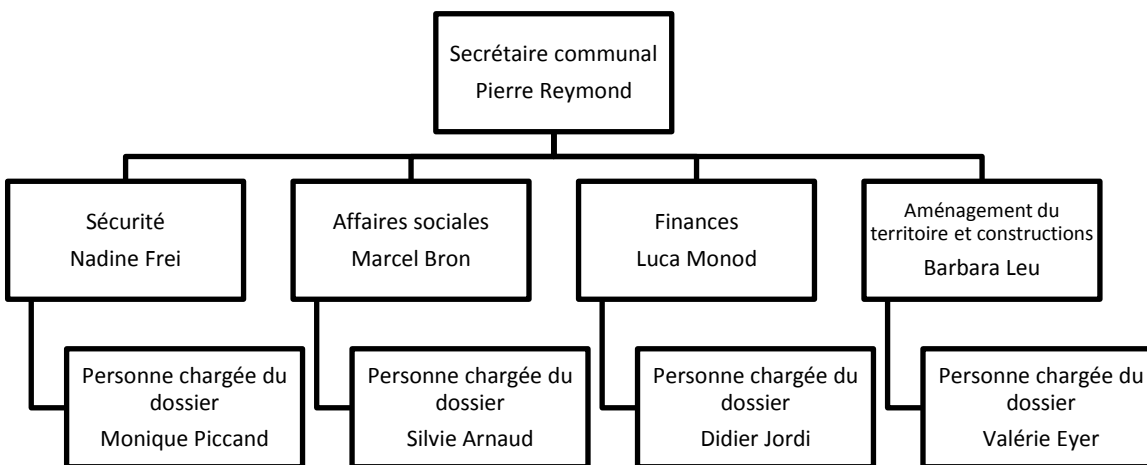 Secrétaire communal
Pierre Reymond
Sécurité
Nadine Frei
Affaires sociales
Marcel Bron
Finances
Luca Monod
Aménagement du
territoire et constructions
Barbara Leu
Personne chargée du
dossier
Monique Piccand
Personne chargée du
dossier
Silvie Arnaud
Personne chargée du
dossier
Didier Jordi
Personne chargée du
dossier
Valérie Eyer